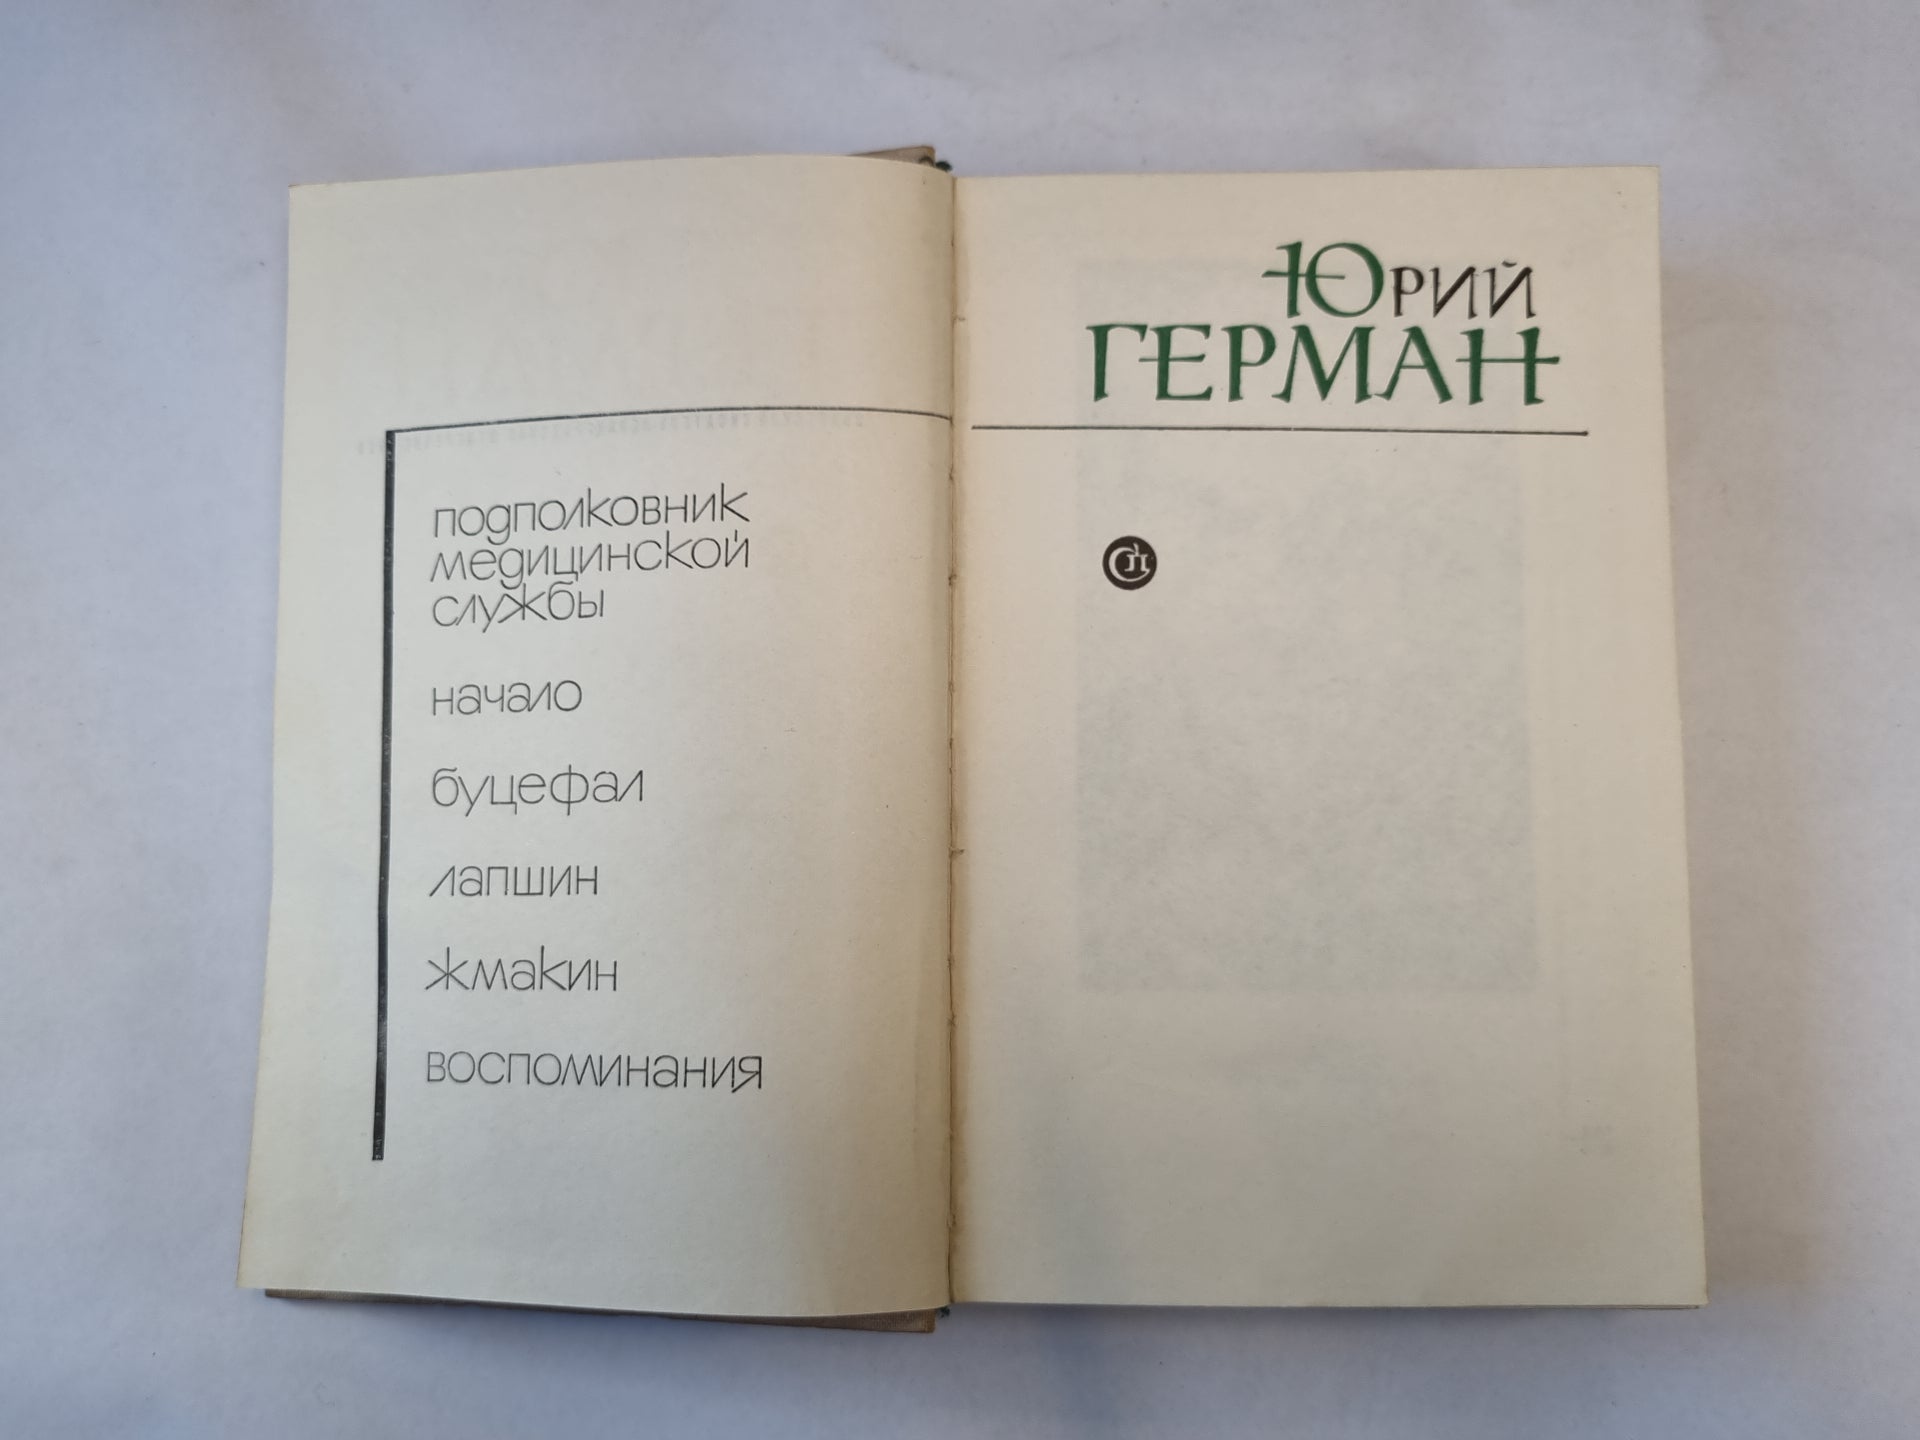 подполковник
медицинской
службы
начало
буцефал
лапшин
жмакин
воспоминания
Юрий
ГЕРМАН